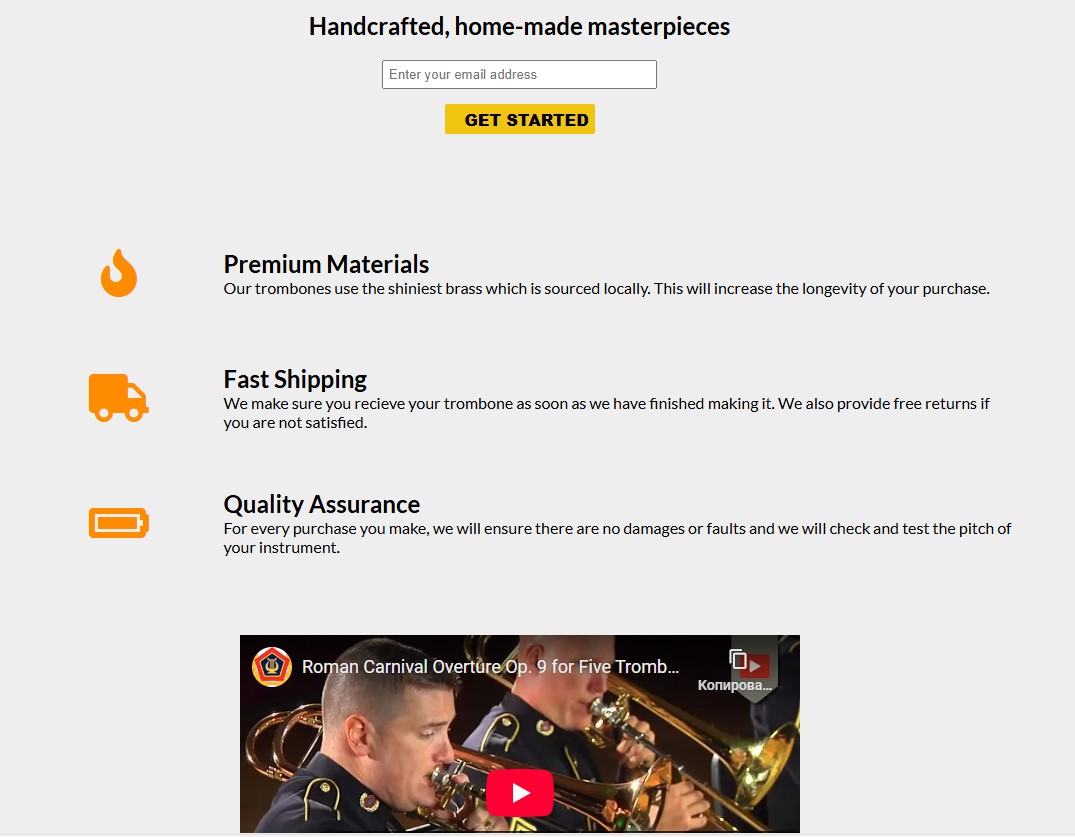 Handcrafted, home-made masterpieces
Enter your email address
GET STARTED
Premium Materials
Our trombones use the shiniest brass which is sourced locally. This will increase the longevity of your purchase.
Fast Shipping
We make sure you recieve your trombone as soon as we have finished making it. We also provide free returns if
you are not satisfied.
Quality Assurance
For every purchase you make, we will ensure there are no damages or faults and we will check and test the pitch of
your instrument.
Roman Carnival Overture Op. 9 for Five Tromb...
Копирова...